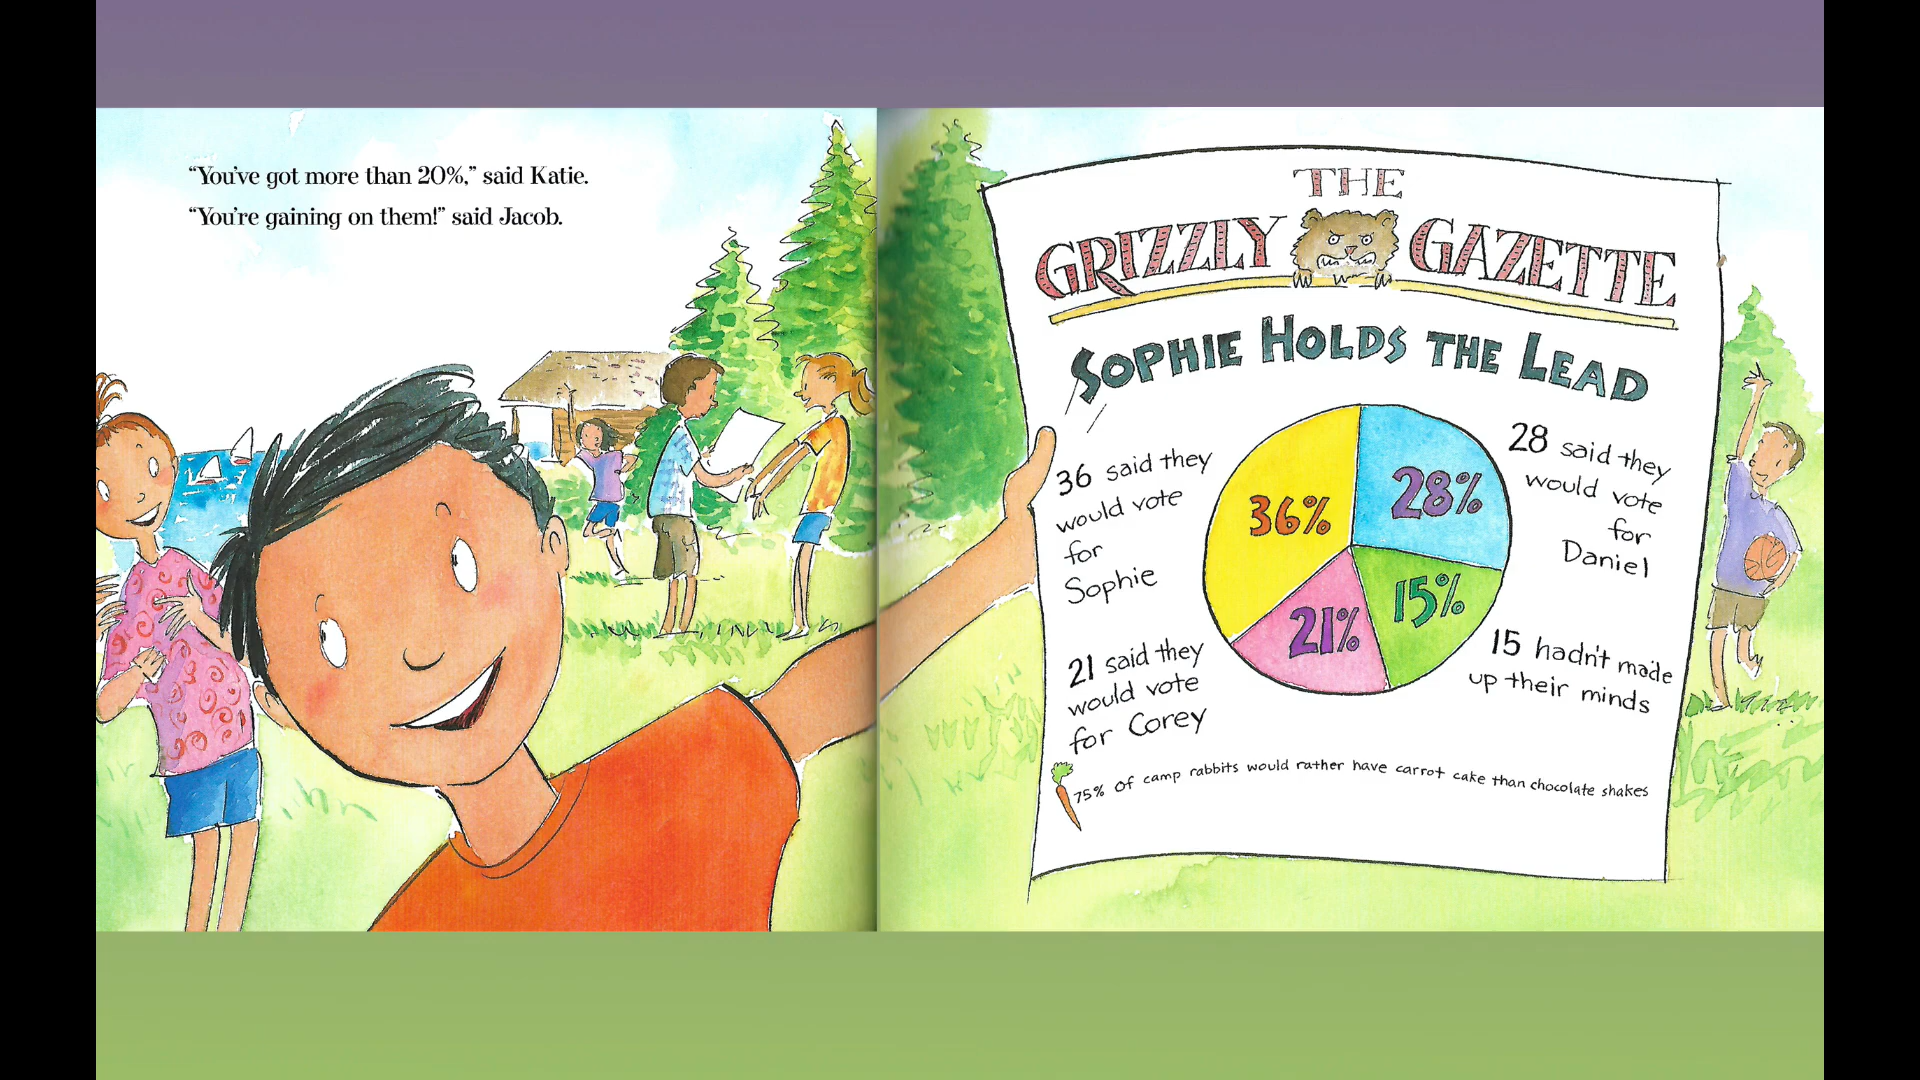 “You’ve got more than 20%,” said Katie.
“You’re gaining on them!” said Jacob.
THE
GRIZZLY GAZETTE
SOPHIE HOLDS THE LEAD
36 said they
would vote
for
Sophie
36%
28%
28 said they
would vote
for
Daniel
21 said they
would vote
for Corey
21%
15%
15 hadn't made
up their minds
75% of camp rabbits would rather have carrot cake than chocolate shakes